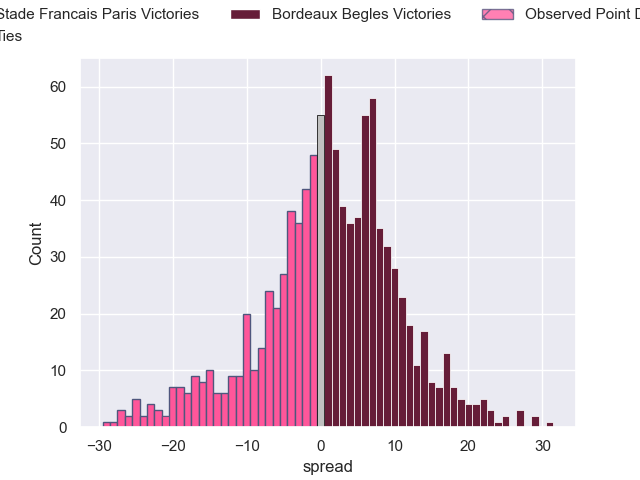 Stade Francais Paris Victories Bordeaux Begles Victories Observed Point D
Ties
60
50
40
30
20
10
0
Count
−30 −20 −10 0 10 20 30
spread